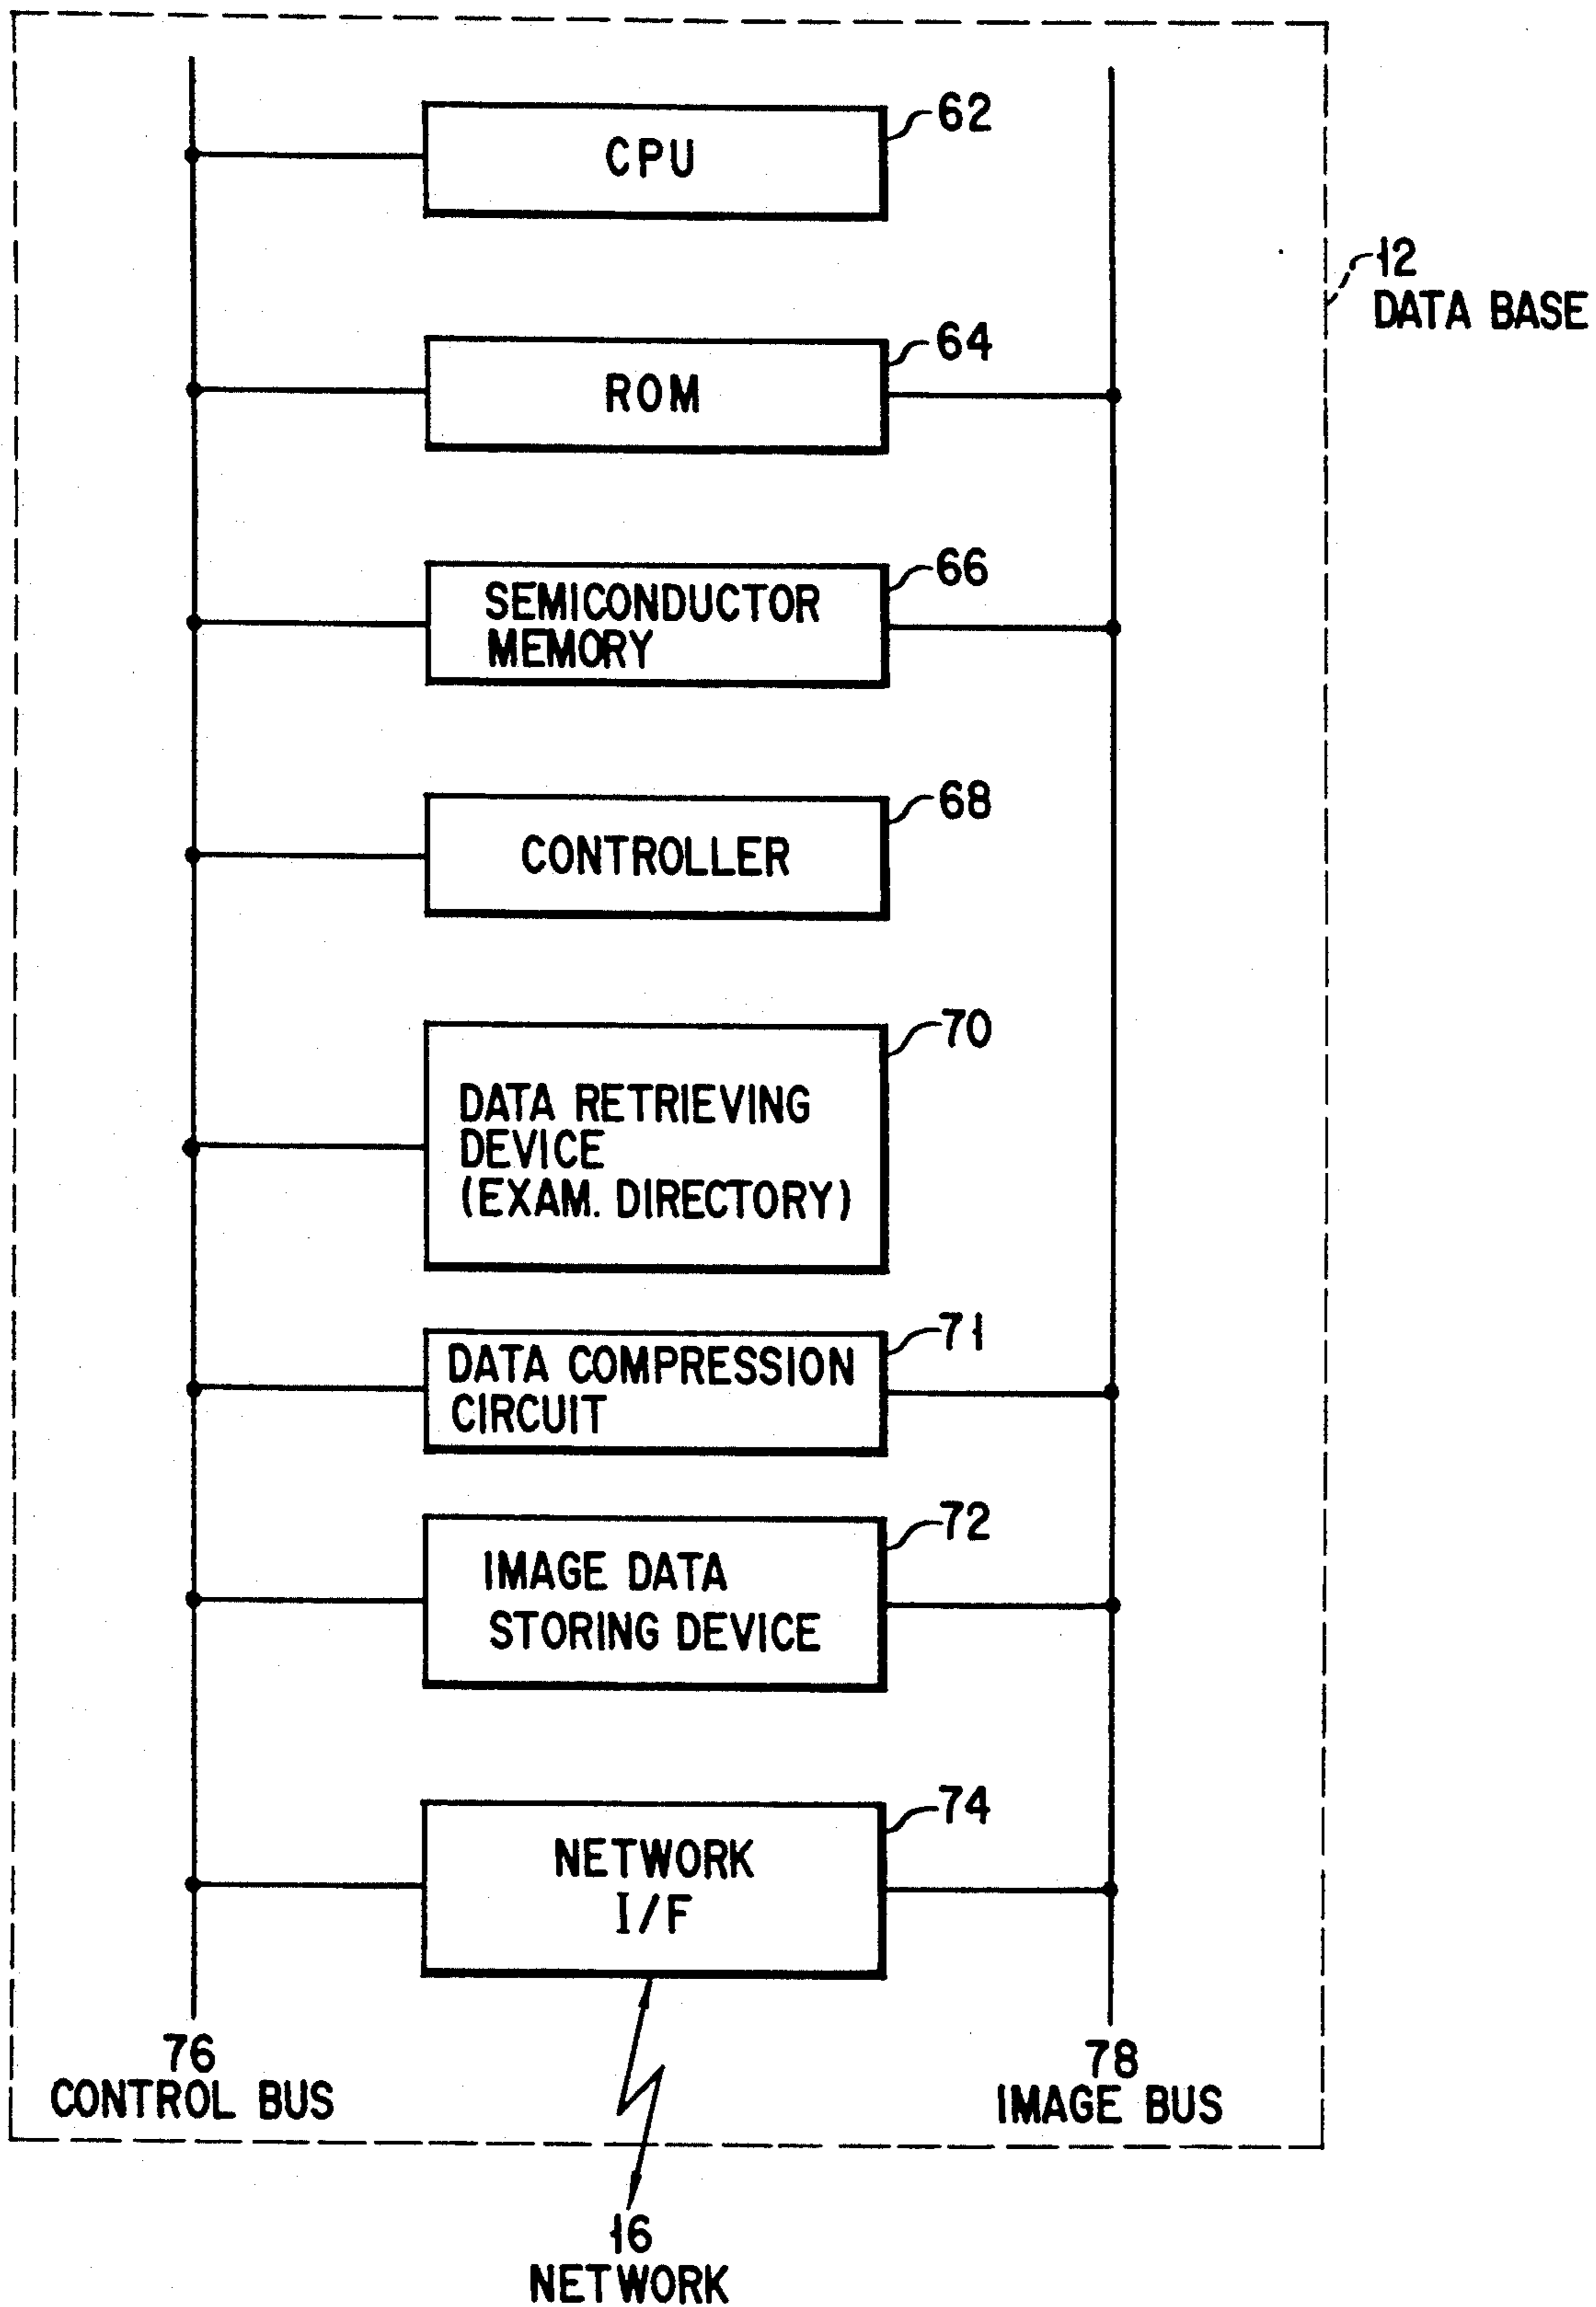 62
CPU
12
DATA BASE
64
ROM
66
SEMICONDUCTOR
MEMORY
68
CONTROLLER
70
DATA RETRIEVING
DEVICE
(EXAM. DIRECTORY)
71
DATA COMPRESSION
CIRCUIT
72
IMAGE DATA
STORING DEVICE
74
NETWORK
I/F
76
CONTROL BUS
78
IMAGE BUS
16
NETWORK